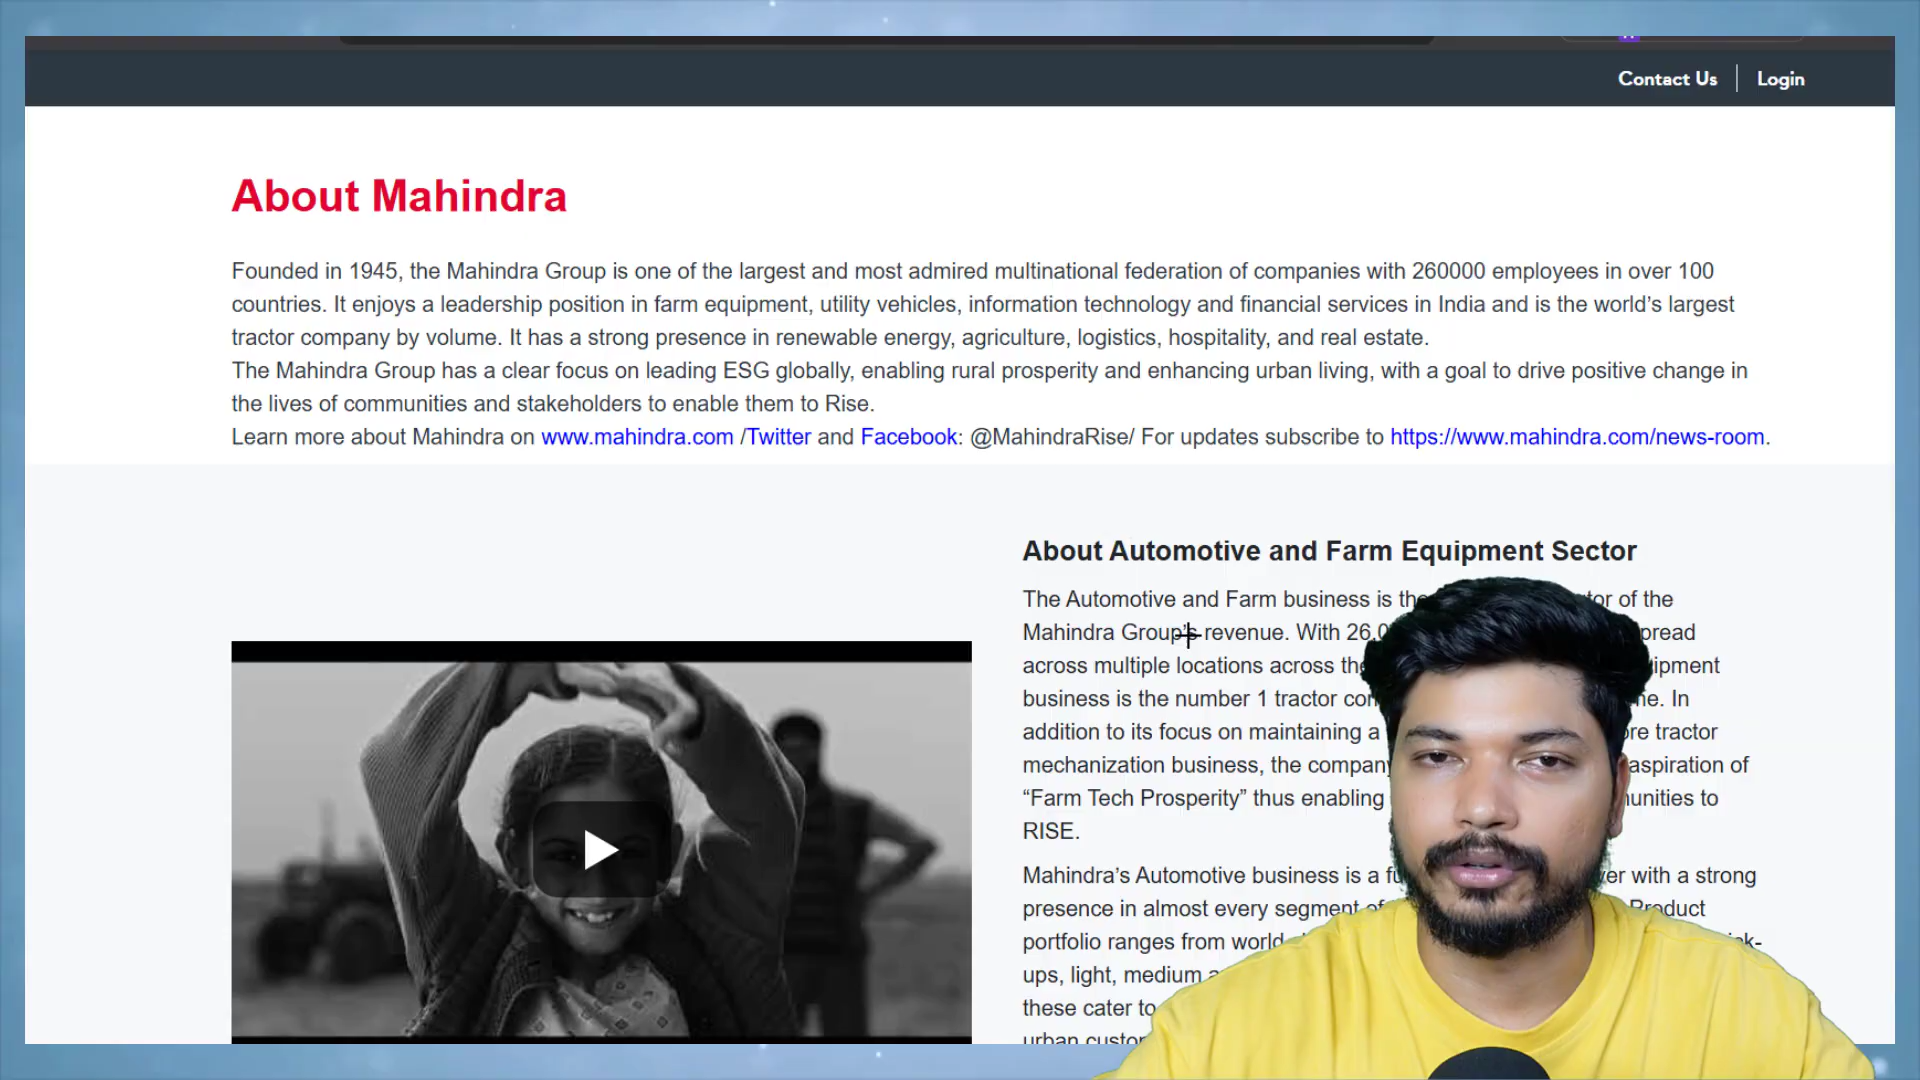 Contact Us
Login
About Mahindra
Founded in 1945, the Mahindra Group is one of the largest and most admired multinational federation of companies with 260000 employees in over 100
countries. It enjoys a leadership position in farm equipment, utility vehicles, information technology and financial services in India and is the world’s largest
tractor company by volume. It has a strong presence in renewable energy, agriculture, logistics, hospitality, and real estate.
The Mahindra Group has a clear focus on leading ESG globally, enabling rural prosperity and enhancing urban living, with a goal to drive positive change in
the lives of communities and stakeholders to enable them to Rise.
Learn more about Mahindra on www.mahindra.com /Twitter and Facebook: @MahindraRise/ For updates subscribe to https://www.mahindra.com/news-room.
About Automotive and Farm Equipment Sector
The Automotive and Farm business is of the
Mahindra Group’s revenue. With
across multiple locations across
business is the number 1 tractor In
addition to its focus on maintaining a tractor
mechanization business, the aspiration of
“Farm Tech Prosperity” thus enabling to
RISE.
Mahindra’s Automotive business is a with a strong
presence in almost every segment Product
portfolio ranges from
ups, light, medium
these cater to
urban